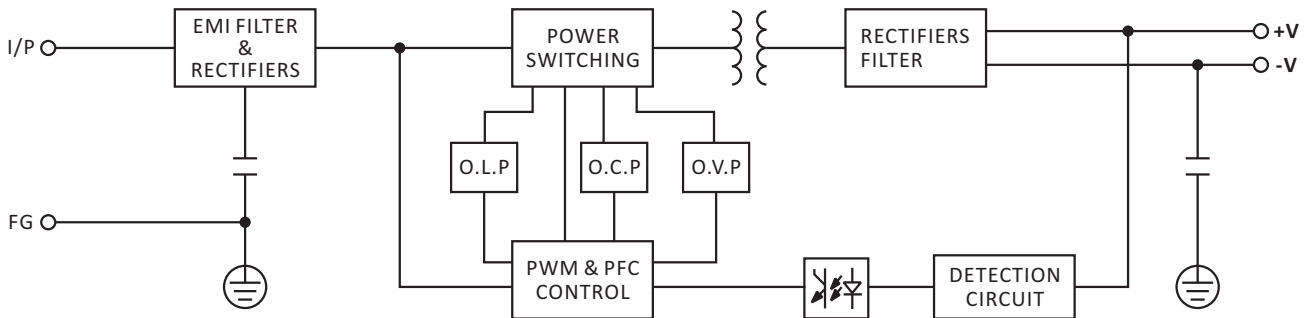 I/P
EMI FILTER
&
RECTIFIERS
POWER
SWITCHING
RECTIFIERS
FILTER
+V
-V
O.L.P
O.C.P
O.V.P
FG
PWM & PFC
CONTROL
DETECTION
CIRCUIT